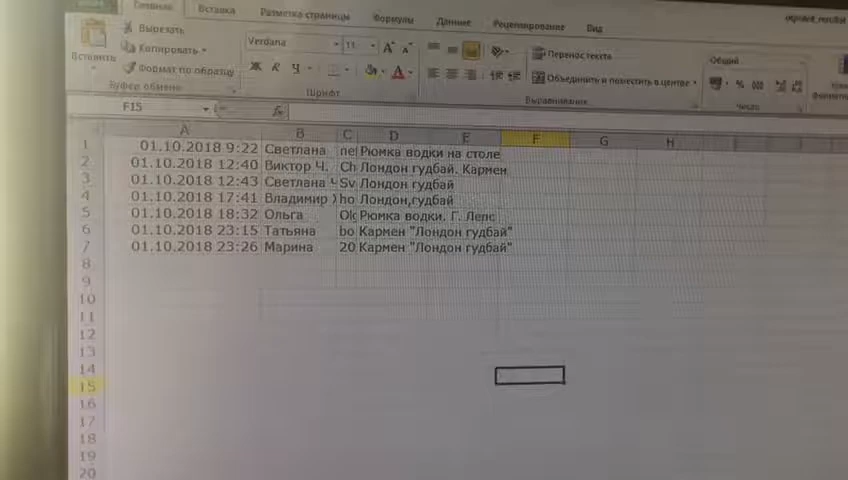 Главная Вставка Разметка страницы Формулы Данные Рецензирование Вид
Вырезать
Копировать
Формат по образцу
Вставить
Буфер обмена
Verdana 11
Ж К Ч
Шрифт
Перенос текста
Объединить и поместить в центре
Выравнивание
Общий
Число
F15 fx
A B C D E F G H
1 01.10.2018 9:22 Светлана ne Рюмка водки на столе
2 01.10.2018 12:40 Виктор Ч. Ch Лондон гудбай. Кармен
3 01.10.2018 12:43 Светлана Sv Лондон гудбай
4 01.10.2018 17:41 Владимир ho Лондон,гудбай
5 01.10.2018 18:32 Ольга Рюмка водки. Г. Лепс
6 01.10.2018 23:15 Татьяна bo Кармен "Лондон гудбай"
7 01.10.2018 23:26 Марина 20 Кармен "Лондон гудбай"
8
9
10
11
12
13
14
15
16
17
18
19
20